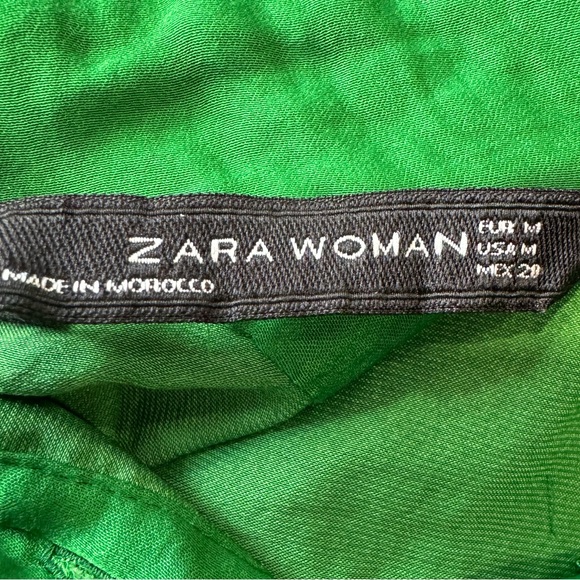 ZARA WOMAN
EUR M
USA M
MEX 28
MADE IN MOROCCO